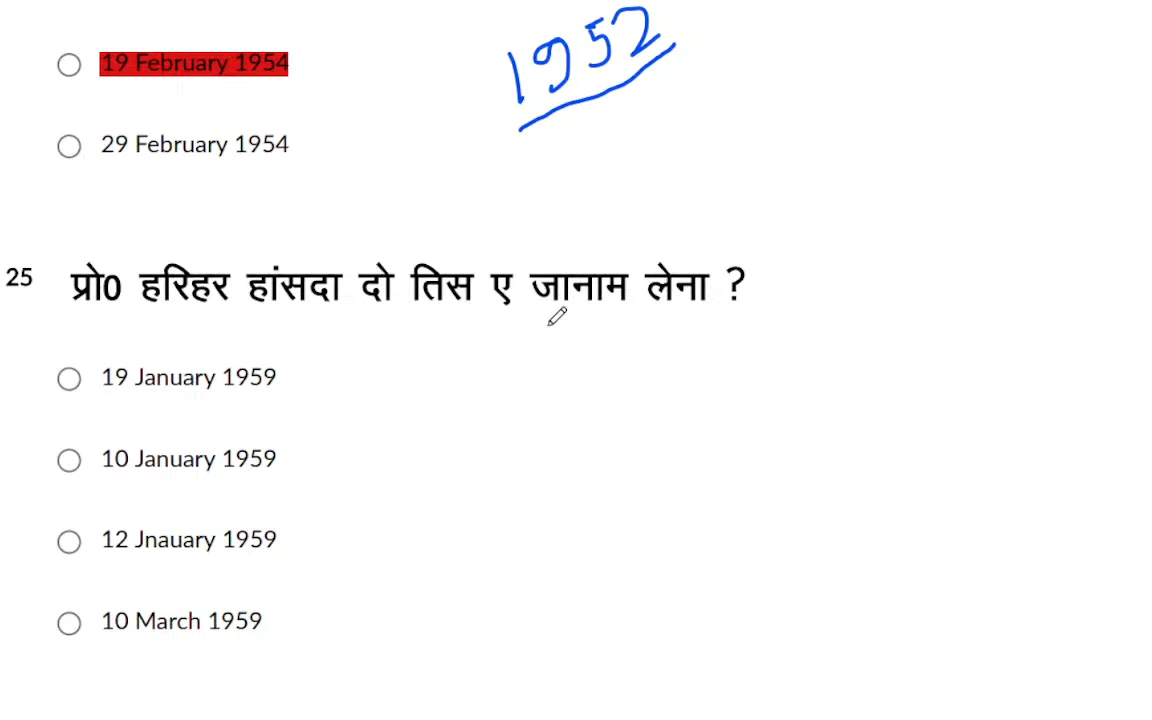 1952
19 February 1954
29 February 1954
25 प्रो0 हरिहर हांसदा दो तिस ए जानाम लेना ?
19 January 1959
10 January 1959
12 Jnauary 1959
10 March 1959